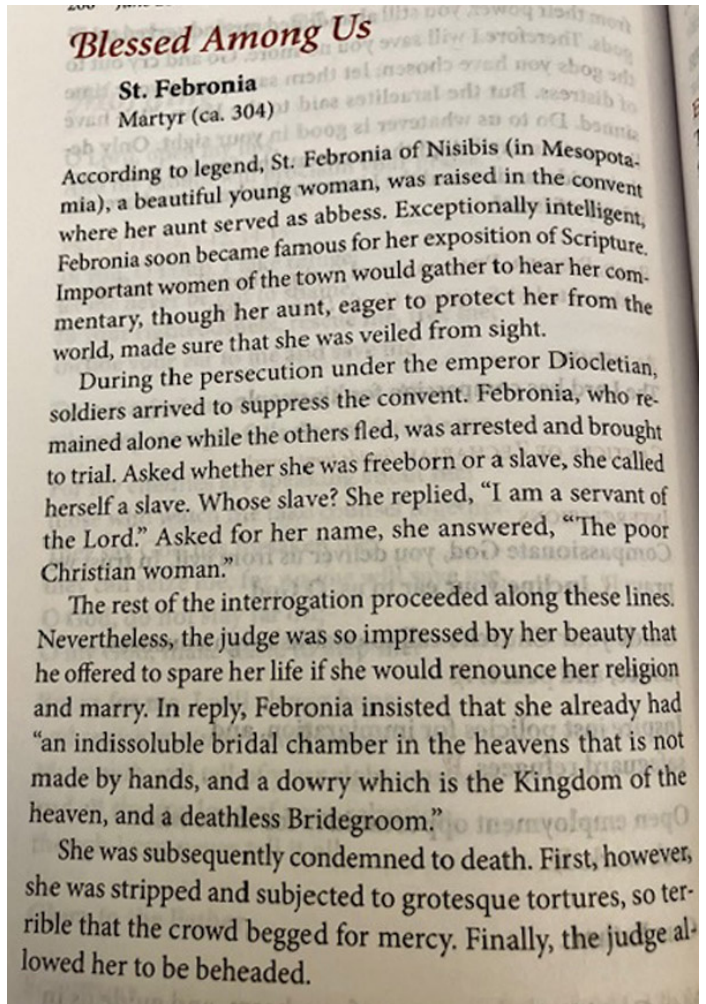 Blessed Among Us
St. Febronia
Martyr (ca. 304)
According to legend, St. Febronia of Nisibis (in Mesopota-
mia), a beautiful young woman, was raised in the convent
where her aunt served as abbess. Exceptionally intelligent,
Febronia soon became famous for her exposition of Scripture.
Important women of the town would gather to hear her com-
mentary, though her aunt, eager to protect her from the
world, made sure that she was veiled from sight.
During the persecution under the emperor Diocletian,
soldiers arrived to suppress the convent. Febronia, who re-
mained alone while the others fled, was arrested and brought
to trial. Asked whether she was freeborn or a slave, she called
herself a slave. Whose slave? She replied, “I am a servant of
the Lord.” Asked for her name, she answered, “The poor
Christian woman.”
The rest of the interrogation proceeded along these lines.
Nevertheless, the judge was so impressed by her beauty that
he offered to spare her life if she would renounce her religion
and marry. In reply, Febronia insisted that she already had
“an indissoluble bridal chamber in the heavens that is not
made by hands, and a dowry which is the Kingdom of the
heaven, and a deathless Bridegroom.”
She was subsequently condemned to death. First, however,
she was stripped and subjected to grotesque tortures, so ter-
rible that the crowd begged for mercy. Finally, the judge al-
lowed her to be beheaded.